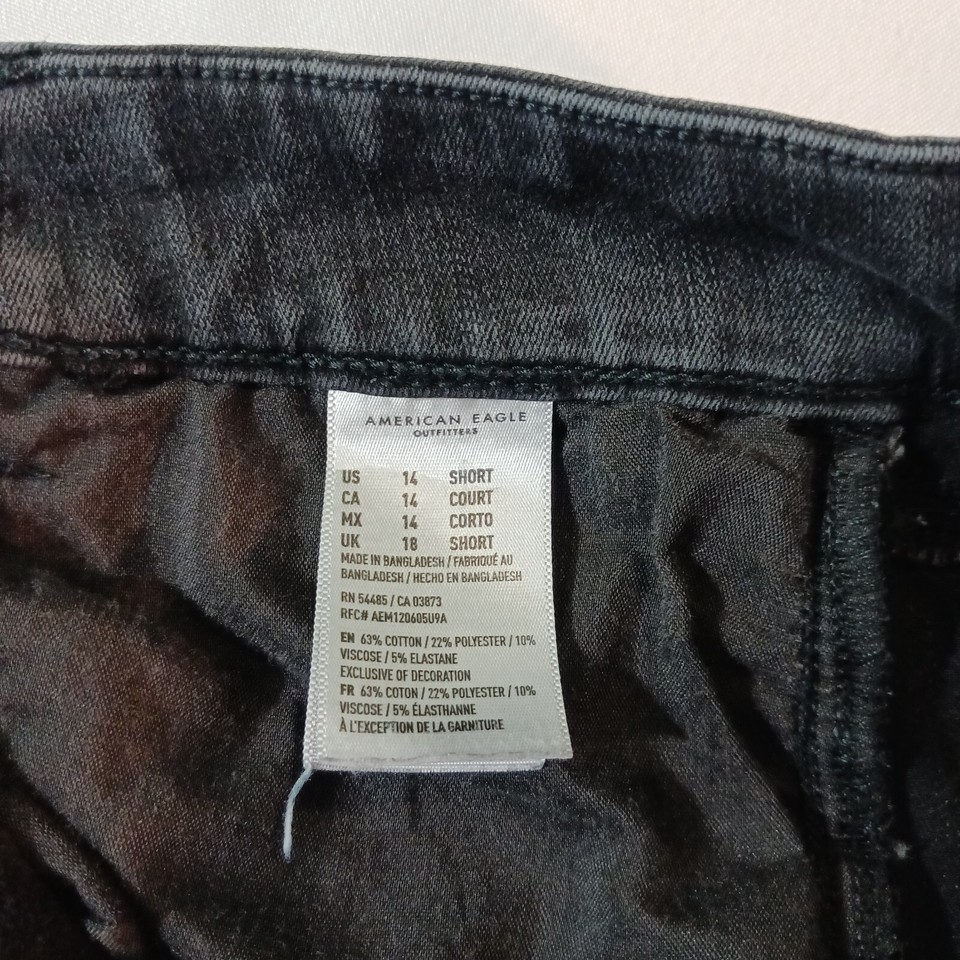 AMERICAN EAGLE
OUTFITTERS
US 14 SHORT
CA 14 COURT
MX 14 CORTO
UK 18 SHORT
MADE IN BANGLADESH / FABRIQUÉ AU
BANGLADESH / HECHO EN BANGLADESH
RN 54485 / CA 03873
RFC# AEM120605U9A
EN 63% COTTON / 22% POLYESTER / 10%
VISCOSE / 5% ELASTANE
EXCLUSIVE OF DECORATION
FR 63% COTON / 22% POLYESTER / 10%
VISCOSE / 5% ÉLASTHANNE
À L'EXCEPTION DE LA GARNITURE